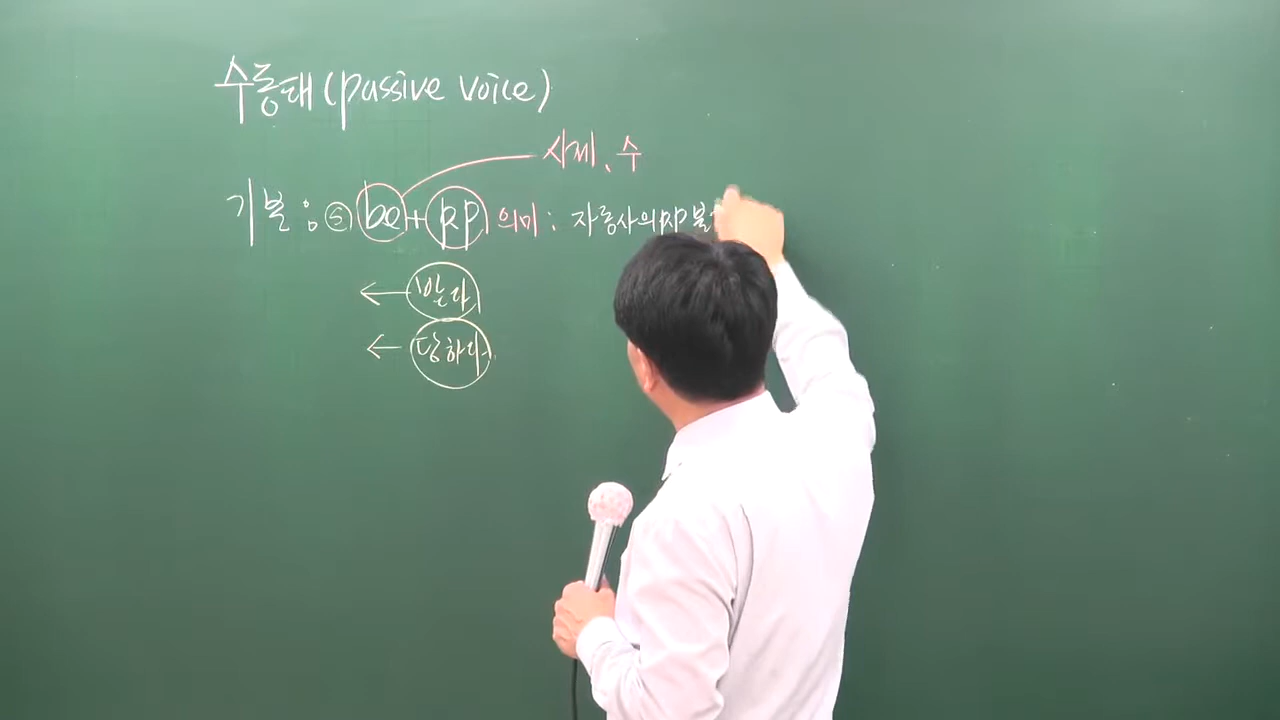 수동태(passive voice)
시제, 수
기본 be+pp 의미: 자동사의 pp 불
← 받다
← 당하다.